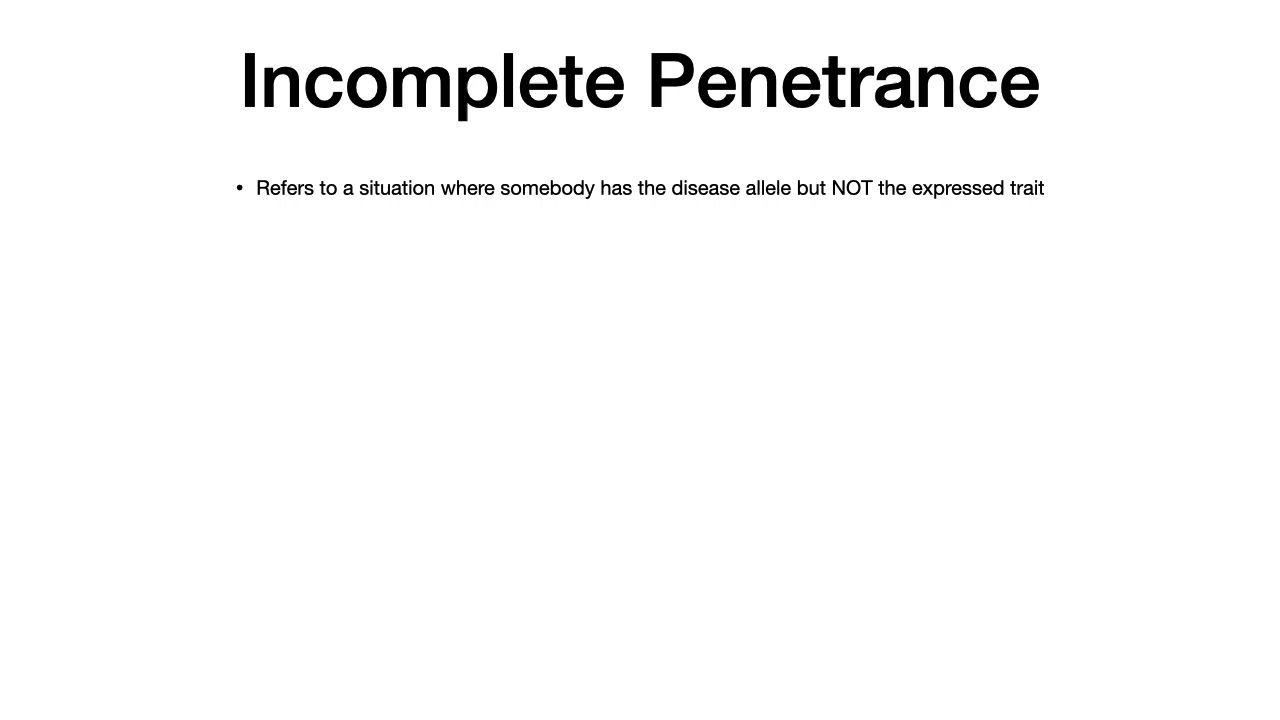 Incomplete Penetrance
• Refers to a situation where somebody has the disease allele but NOT the expressed trait